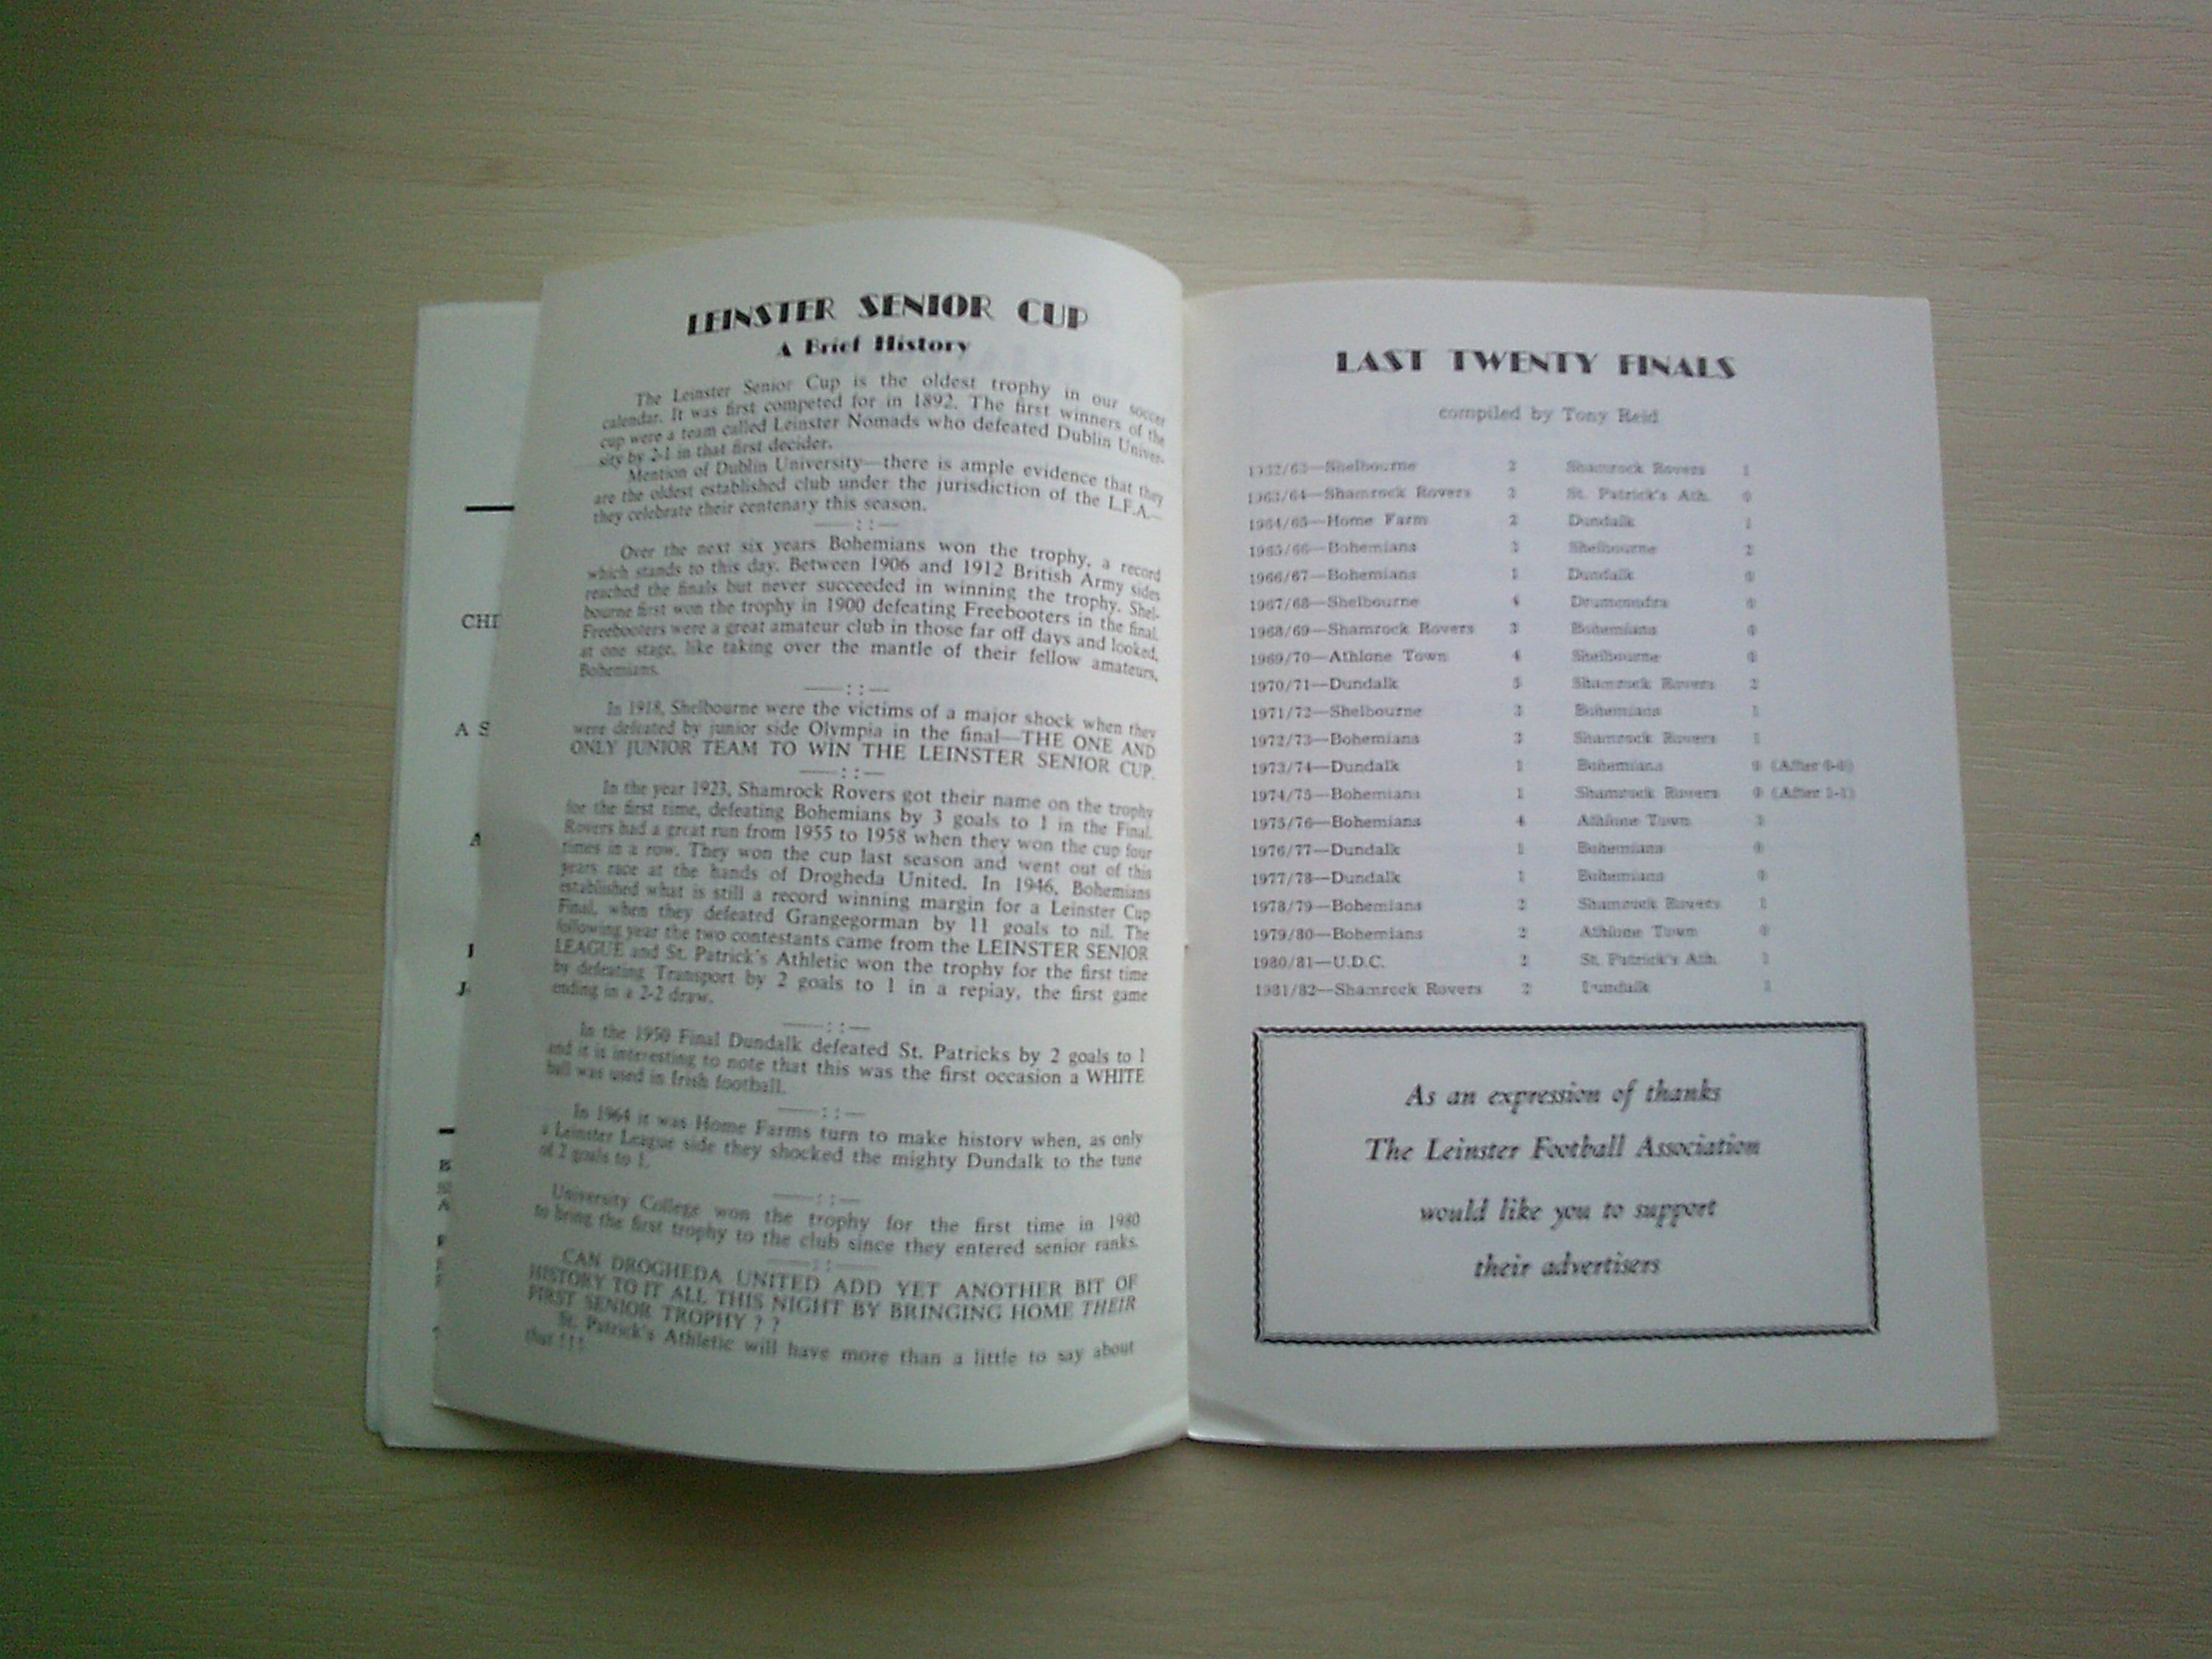 CHI
A S
A
LEINSTER SENIOR CUP
A Brief History
The Leinster Senior Cup is the oldest trophy in our soccer
calendar. It was first competed for in 1892. The first winners of the
cup were a team called Leinster Nomads who defeated Dublin Univer-
sity by 2-1 in that first decider.
Mention of Dublin University—there is ample evidence that they
are the oldest established club under the jurisdiction of the L.F.A.—
they celebrate their centenary this season.
Over the next six years Bohemians won the trophy, a record
which stands to this day. Between 1906 and 1912 British Army sides
reached the finals but never succeeded in winning the trophy. Shel-
bourne first won the trophy in 1900 defeating Freebooters in the final.
Freebooters were a great amateur club in those far off days and looked,
at one stage, like taking over the mantle of their fellow amateurs,
Bohemians.
In 1918, Shelbourne were the victims of a major shock when they
were defeated by junior side Olympia in the final—THE ONE AND
ONLY JUNIOR TEAM TO WIN THE LEINSTER SENIOR CUP.
In the year 1923, Shamrock Rovers got their name on the trophy
for the first time, defeating Bohemians by 3 goals to 1 in the Final.
Rovers had a great run from 1955 to 1958 when they won the cup four
times in a row. They won the cup last season and went out of this
years race at the hands of Drogheda United. In 1946, Bohemians
established what is still a record winning margin for a Leinster Cup
Final, when they defeated Grangegorman by 11 goals to nil. The
following year the two contestants came from the LEINSTER SENIOR
LEAGUE and St. Patrick's Athletic won the trophy for the first time
by defeating Transport by 2 goals to 1 in a replay, the first game
ending in a 2-2 draw.
In the 1950 Final Dundalk defeated St. Patricks by 2 goals to 1
and it is interesting to note that this was the first occasion a WHITE
ball was used in Irish football.
In 1964 it was Home Farms turn to make history when, as only
a Leinster League side they shocked the mighty Dundalk to the tune
of 2 goals to 1.
University College won the trophy for the first time in 1980
to bring the first trophy to the club since they entered senior ranks.
CAN DROGHEDA UNITED ADD YET ANOTHER BIT OF
HISTORY TO IT ALL THIS NIGHT BY BRINGING HOME THEIR
FIRST SENIOR TROPHY ? ?
St. Patrick's Athletic will have more than a little to say about
that !!!
LAST TWENTY FINALS
compiled by Tony Reid
Shelbourne 2 Shamrock Rovers 1
1963/64—Shamrock Rovers St. Patrick's Ath. 0
1964/65—Home Farm 2 Dundalk 1
1965/66—Bohemians 3 Shelbourne 2
1966/67—Bohemians 1 Dundalk 0
1967/68—Shelbourne 4 Drumcondra 0
1968/69—Shamrock Rovers Bohemians 0
1969/70—Athlone Town 4 Shelbourne 0
1970/71—Dundalk 5 Shamrock Rovers 2
1971/72—Shelbourne 3 Bohemians 1
1972/73—Bohemians 3 Shamrock Rovers 1
1973/74—Dundalk 1 Bohemians 0 (After 0-0)
1974/75—Bohemians 1 Shamrock Rovers 0 (After 1-1)
1975/76—Bohemians 4 Athlone Town 3
1976/77—Dundalk 1 Bohemians 0
1977/78—Dundalk 1 Bohemians 0
1978/79—Bohemians 2 Shamrock Rovers 1
1979/80—Bohemians 2 Athlone Town 0
1980/81—U.D.C. 2 St. Patrick's Ath. 1
1981/82—Shamrock Rovers 2 Dundalk 1
As an expression of thanks
The Leinster Football Association
would like you to support
their advertisers